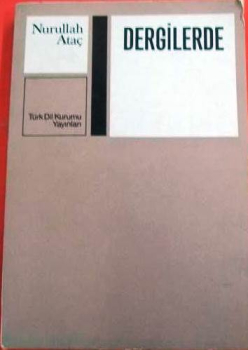 Nurullah
Ataç
DERGİLERDE
Türk Dil Kurumu
Yayınları